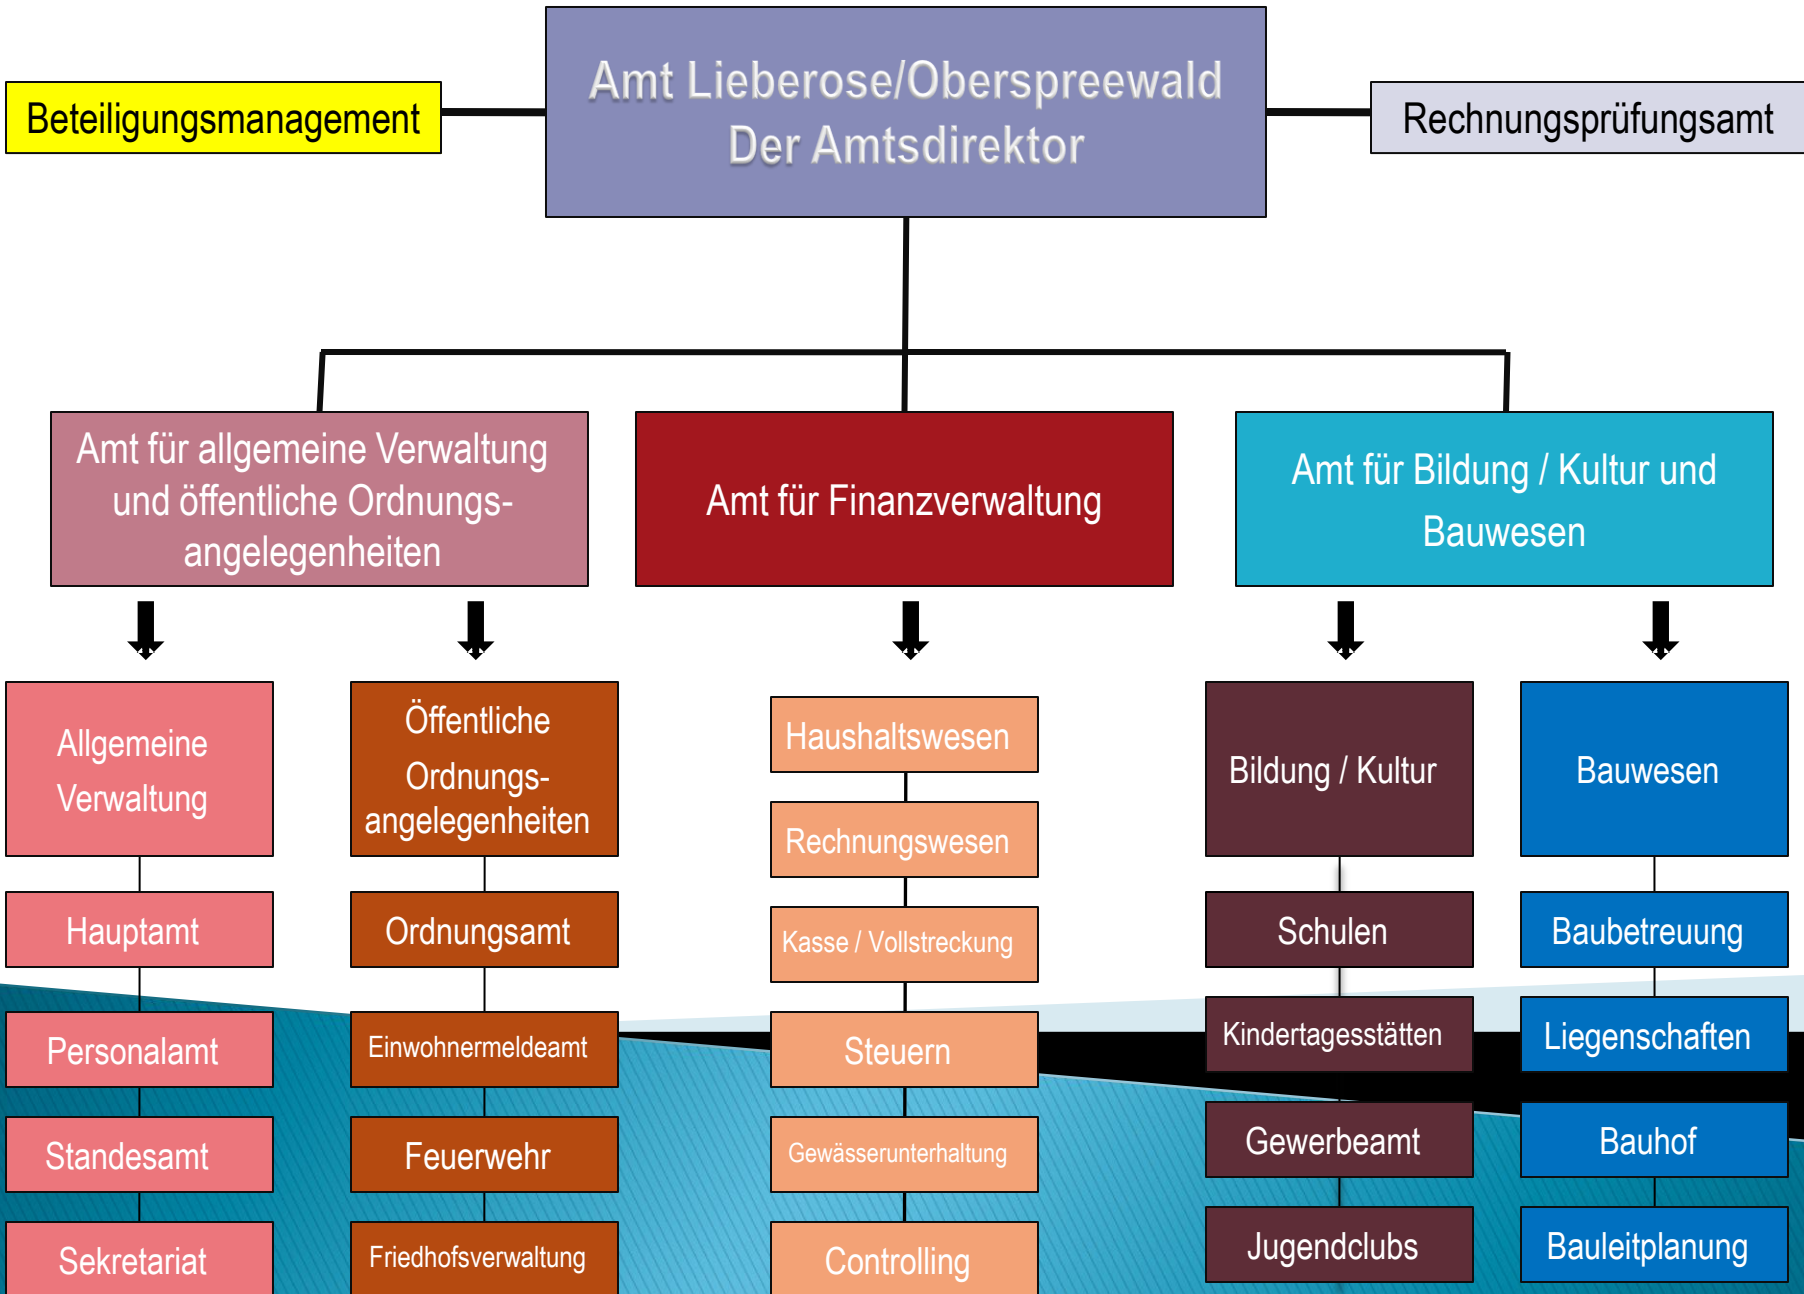 Amt Lieberose/Oberspreewald
Der Amtsdirektor
Beteiligungsmanagement
Rechnungsprüfungsamt
Amt für allgemeine Verwaltung
und öffentliche Ordnungs-
angelegenheiten
Amt für Finanzverwaltung
Amt für Bildung / Kultur und
Bauwesen
Allgemeine
Verwaltung
Hauptamt
Personalamt
Standesamt
Sekretariat
Öffentliche
Ordnungs-
angelegenheiten
Ordnungsamt
Einwohnermeldeamt
Feuerwehr
Friedhofsverwaltung
Haushaltswesen
Rechnungswesen
Kasse / Vollstreckung
Steuern
Gewässerunterhaltung
Controlling
Bildung / Kultur
Schulen
Kindertagesstätten
Gewerbeamt
Jugendclubs
Bauwesen
Baubetreuung
Liegenschaften
Bauhof
Bauleitplanung